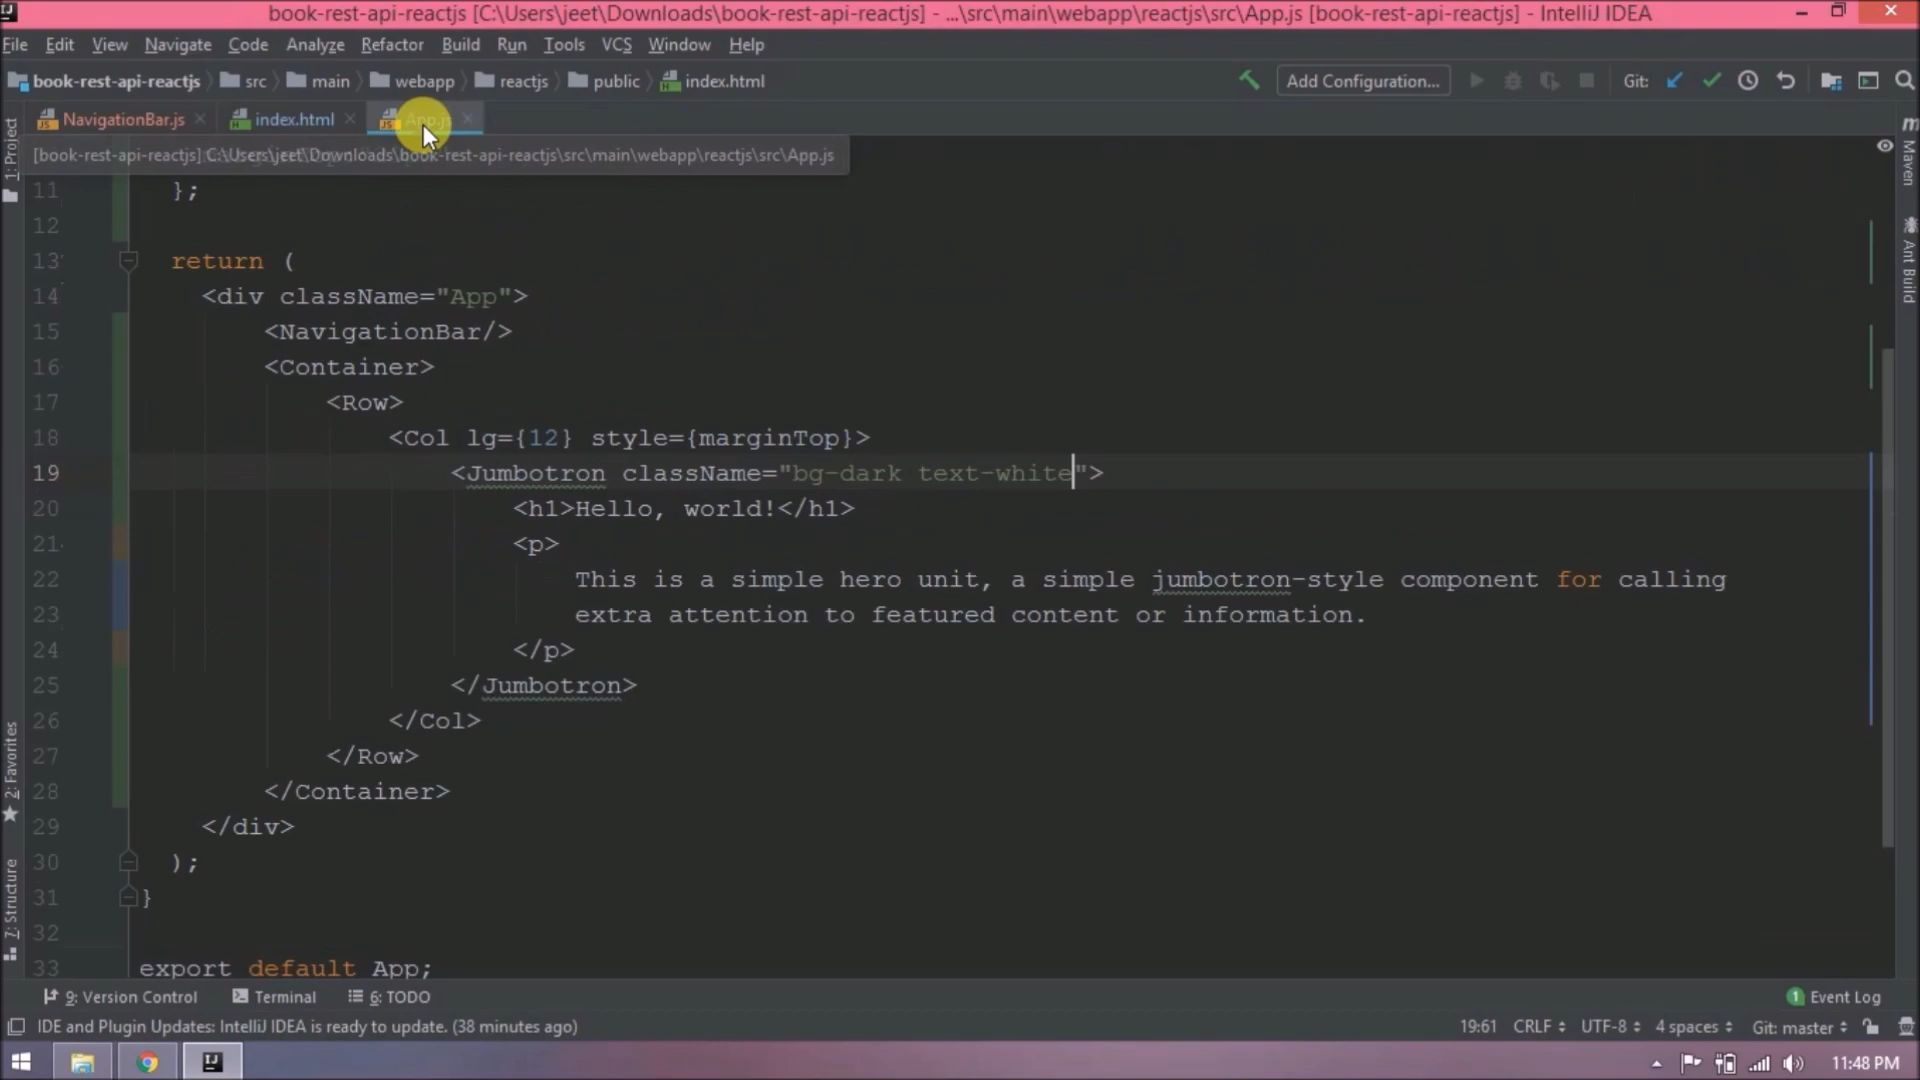 book-rest-api-reactjs [C:\Users\jeet\Downloads\book-rest-api-reactjs] - ...\src\main\webapp\reactjs\src\App.js [book-rest-api-reactjs] - IntelliJ IDEA
File Edit View Navigate Code Analyze Refactor Build Run Tools VCS Window Help
book-rest-api-reactjs src main webapp reactjs public index.html Add Configuration... Git:
NavigationBar.js index.html App.js
[book-rest-api-reactjs] C:\Users\jeet\Downloads\book-rest-api-reactjs\src\main\webapp\reactjs\src\App.js
11 };
12
13 return (
14 <div className="App">
15 <NavigationBar/>
16 <Container>
17 <Row>
18 <Col lg={12} style={marginTop}>
19 <Jumbotron className="bg-dark text-white">
20 <h1>Hello, world!</h1>
21 <p>
22 This is a simple hero unit, a simple jumbotron-style component for calling
23 extra attention to featured content or information.
24 </p>
25 </Jumbotron>
26 </Col>
27 </Row>
28 </Container>
29 </div>
30 );
31 }
32
33 export default App;
1: Project
2: Favorites
7: Structure
Maven
Ant Build
9: Version Control Terminal 6: TODO 1 Event Log
IDE and Plugin Updates: IntelliJ IDEA is ready to update. (38 minutes ago) 19:61 CRLF UTF-8 4 spaces Git: master
11:48 PM